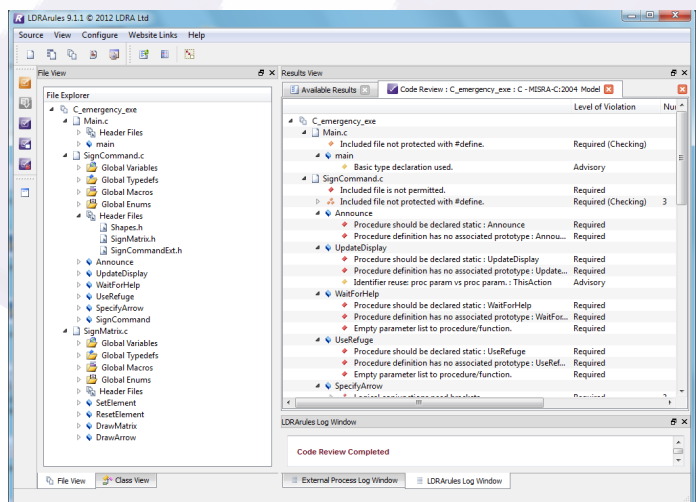 LDRArules 9.1.1 © 2012 LDRA Ltd
Source View Configure Website Links Help
File View
File Explorer
C_emergency_exe
Main.c
Header Files
main
SignCommand.c
Global Variables
Global Typedefs
Global Macros
Global Enums
Header Files
Shapes.h
SignMatrix.h
SignCommandExt.h
Announce
UpdateDisplay
WaitForHelp
UseRefuge
SpecifyArrow
SignCommand
SignMatrix.c
Global Variables
Global Typedefs
Global Macros
Global Enums
Header Files
SetElement
ResetElement
DrawMatrix
DrawArrow
File View Class View
Results View
Available Results Code Review : C_emergency_exe : C - MISRA-C:2004 Model
Level of Violation
C_emergency_exe
Main.c
Included file not protected with #define. Required (Checking)
main
Basic type declaration used. Advisory
SignCommand.c
Included file is not permitted. Required
Included file not protected with #define. Required (Checking) 3
Announce
Procedure should be declared static : Announce Required
Procedure definition has no associated prototype : Annou... Required
UpdateDisplay
Procedure should be declared static : UpdateDisplay Required
Procedure definition has no associated prototype : Update... Required
Identifier reuse: proc param vs proc param. : ThisAction Advisory
WaitForHelp
Procedure should be declared static : WaitForHelp Required
Procedure definition has no associated prototype : WaitFor... Required
Empty parameter list to procedure/function. Required
UseRefuge
Procedure should be declared static : UseRefuge Required
Procedure definition has no associated prototype : UseRef... Required
Empty parameter list to procedure/function. Required
SpecifyArrow
LDRArules Log Window
Code Review Completed
External Process Log Window LDRArules Log Window